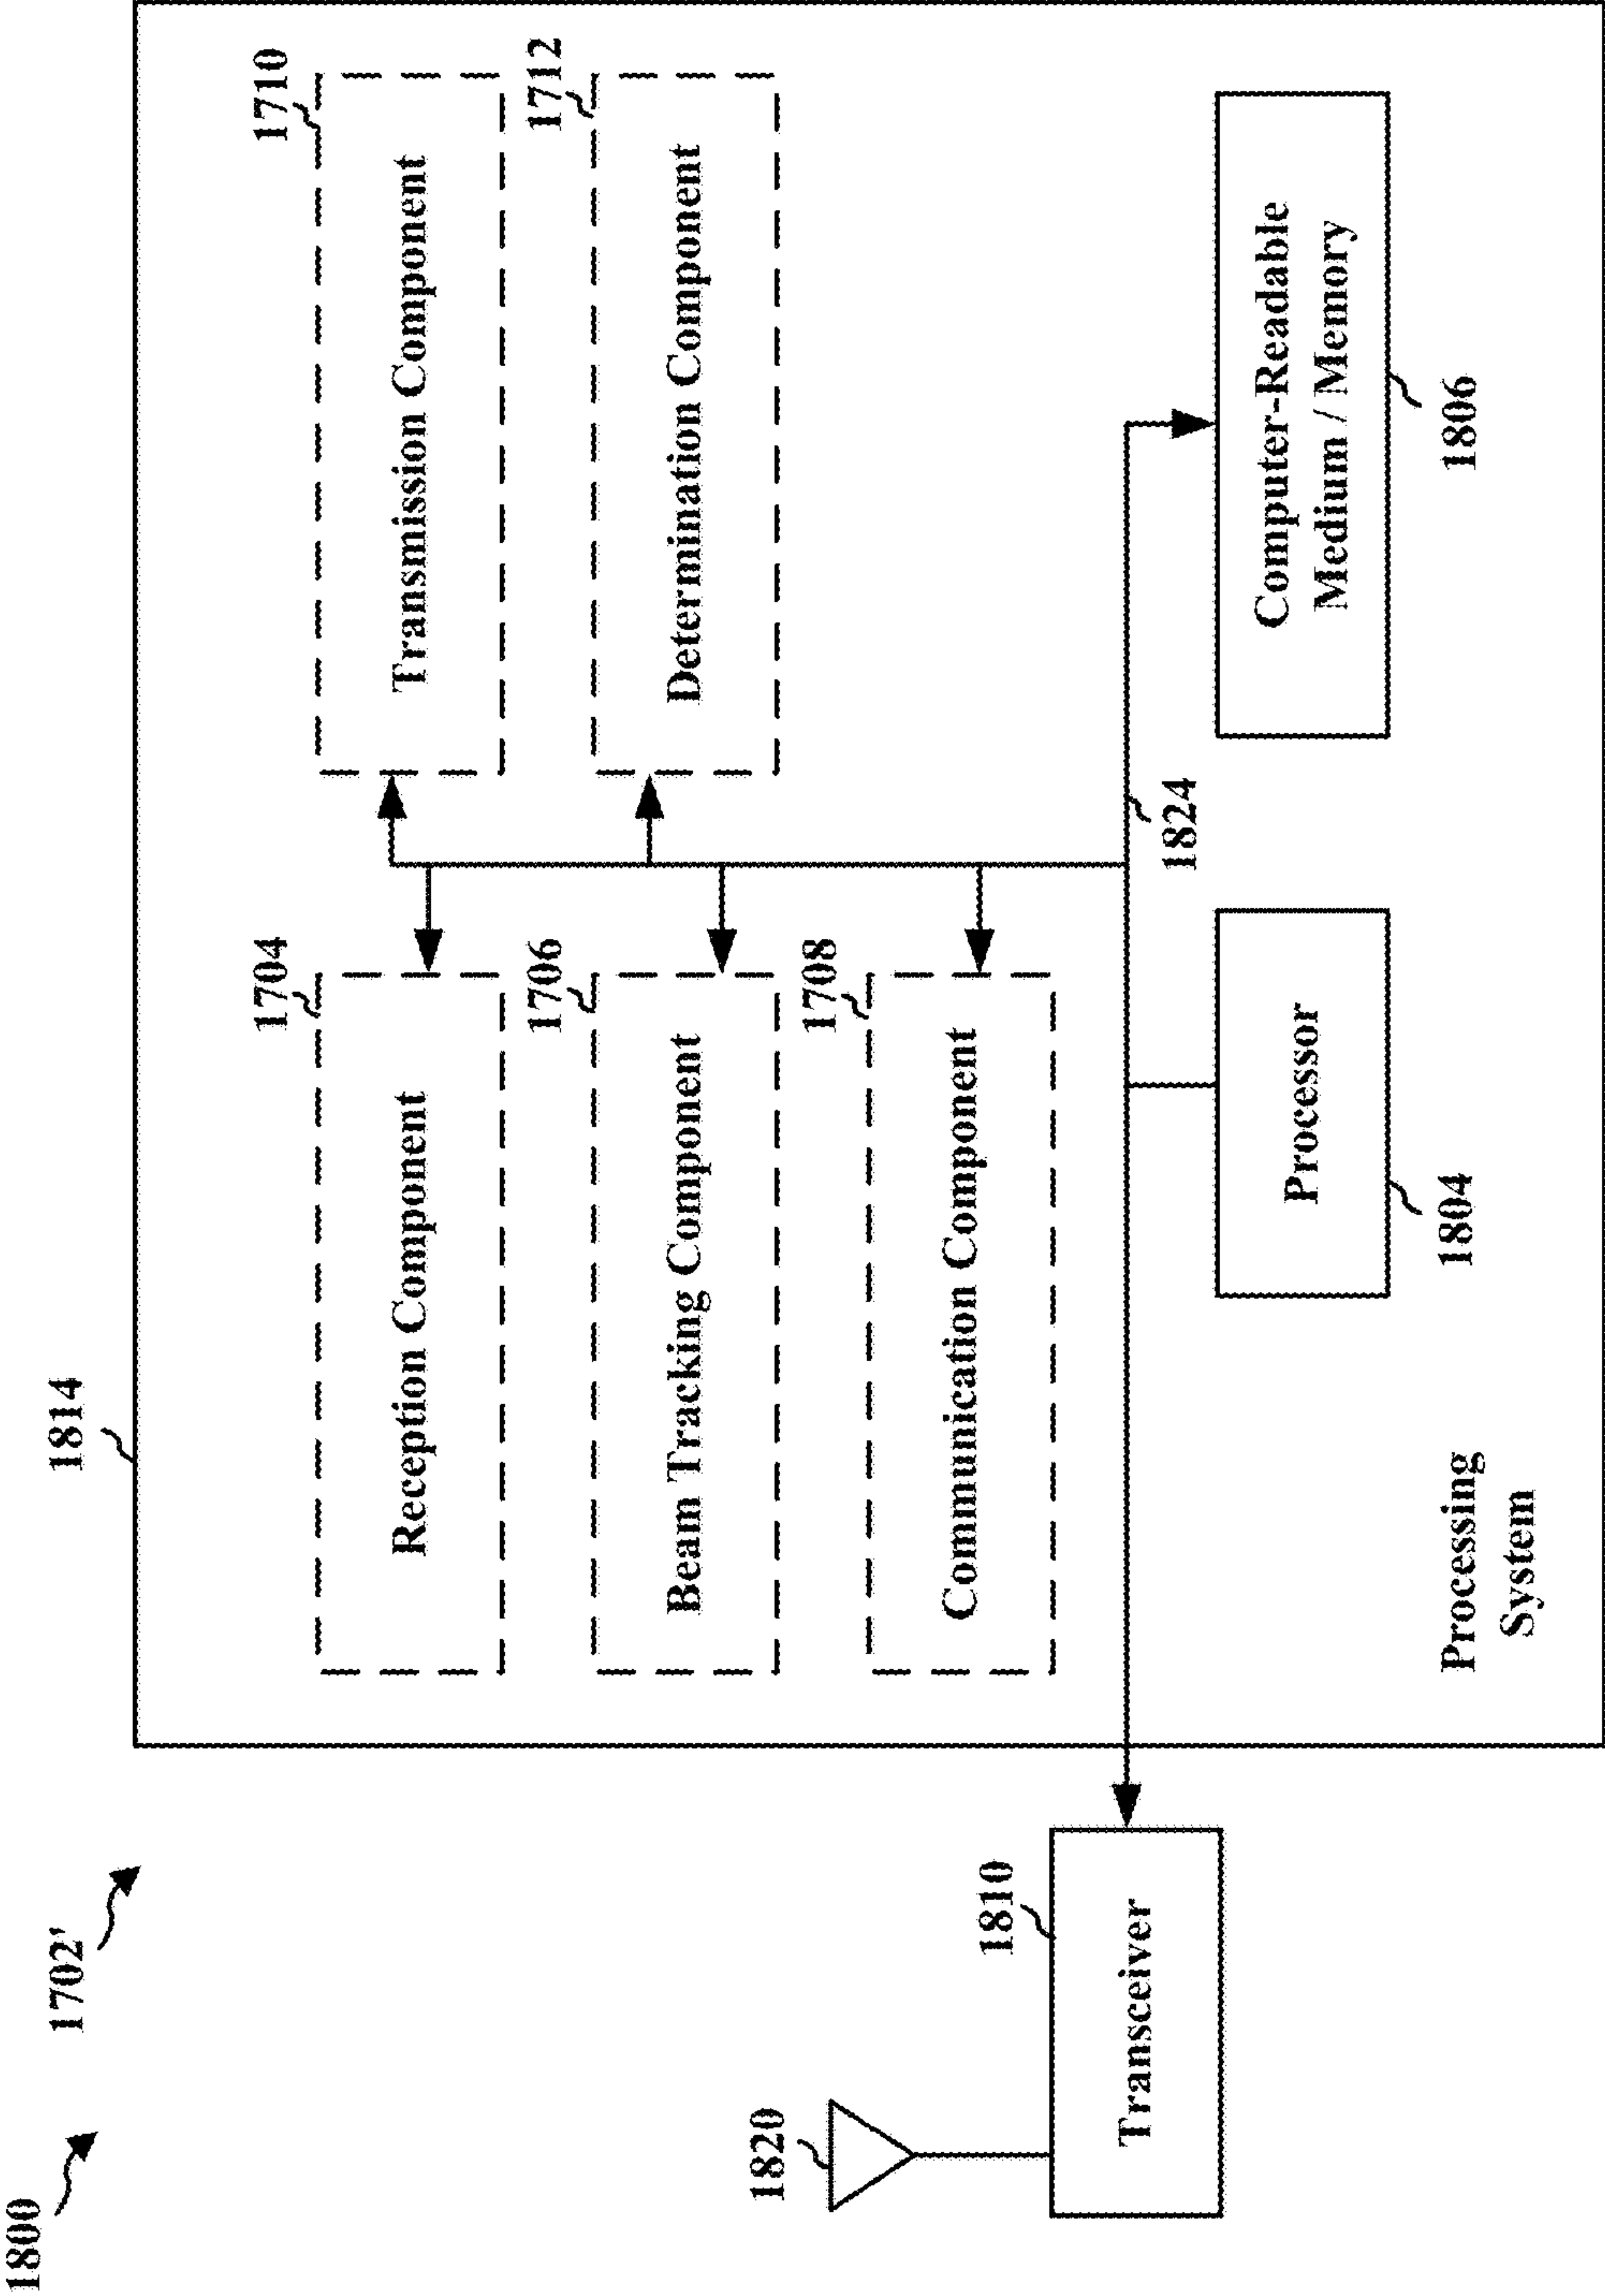 1800
1702'
1814
1704
1710
Reception Component
Transmission Component
1706
1712
Beam Tracking Component
Determination Component
1708
Communication Component
1820
1810
Transceiver
1824
Processor
Computer-Readable
Medium / Memory
1804
1806
Processing
System